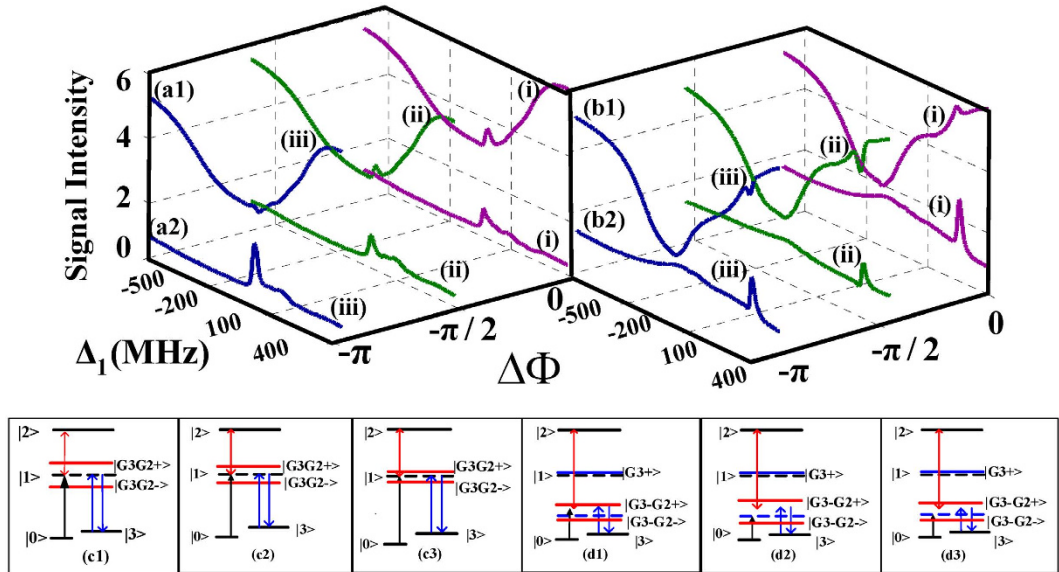 Signal Intensity
6
4
2
0
(a1)
(iii)
(ii)
(i)
(a2)
(iii)
(ii)
(i)
(b1)
(iii)
(ii)
(i)
(b2)
(iii)
(ii)
(i)
-500
-200
100
400
Δ1(MHz)
-π
-π / 2
0
ΔΦ
-500
-200
100
400
-π
-π / 2
0
|2>
|G3G2+>
|1>
|G3G2->
|0>
|3>
(c1)
|2>
|G3G2+>
|1>
|G3G2->
|0>
|3>
(c2)
|2>
|G3G2+>
|1>
|G3G2->
|0>
|3>
(c3)
|2>
|1>
|G3+>
|G3-G2+>
|G3-G2->
|0>
|3>
(d1)
|2>
|1>
|G3+>
|G3-G2+>
|G3-G2->
|0>
|3>
(d2)
|2>
|1>
|G3+>
|G3-G2+>
|G3-G2->
|0>
|3>
(d3)